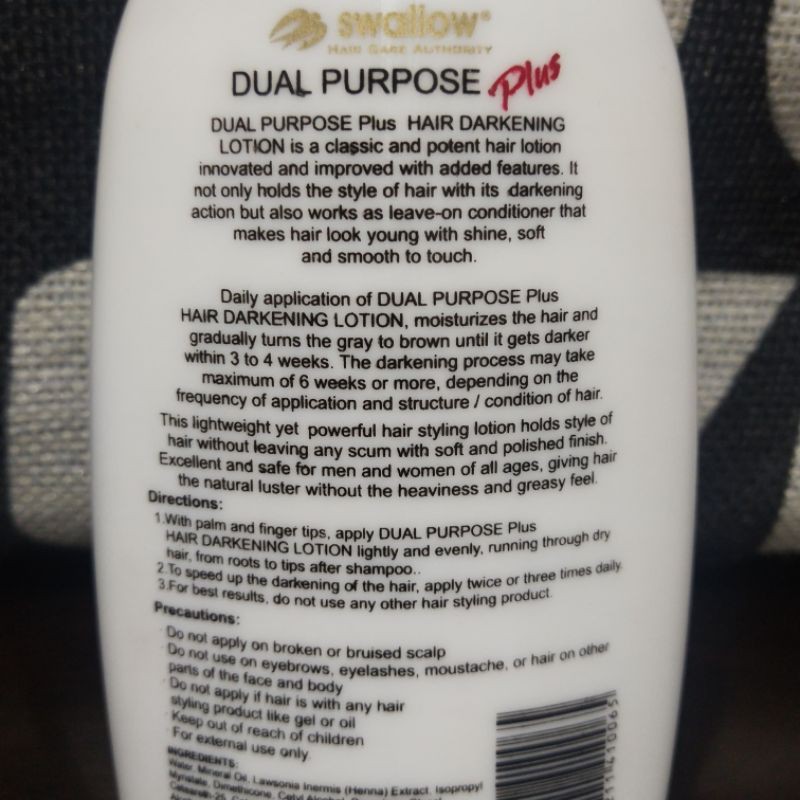 swallow®
HAIR CARE AUTHORITY
DUAL PURPOSE Plus
DUAL PURPOSE Plus HAIR DARKENING
LOTION is a classic and potent hair lotion
innovated and improved with added features. It
not only holds the style of hair with its darkening
action but also works as leave-on conditioner that
makes hair look young with shine, soft
and smooth to touch.
Daily application of DUAL PURPOSE Plus
HAIR DARKENING LOTION, moisturizes the hair and
gradually turns the gray to brown until it gets darker
within 3 to 4 weeks. The darkening process may take
maximum of 6 weeks or more, depending on the
frequency of application and structure / condition of hair.
This lightweight yet powerful hair styling lotion holds style of
hair without leaving any scum with soft and polished finish.
Excellent and safe for men and women of all ages, giving hair
the natural luster without the heaviness and greasy feel.
Directions:
1.With palm and finger tips, apply DUAL PURPOSE Plus
HAIR DARKENING LOTION lightly and evenly, running through dry
hair, from roots to tips after shampoo..
2.To speed up the darkening of the hair, apply twice or three times daily.
3.For best results, do not use any other hair styling product.
Precautions:
Do not apply on broken or bruised scalp
Do not use on eyebrows, eyelashes, moustache, or hair on other
parts of the face and body
Do not apply if hair is with any hair
styling product like gel or oil
Keep out of reach of children
For external use only
INGREDIENTS:
Water, Mineral Oil, Lawsonia Inermis (Henna) Extract, Isopropyl
Myristate, Dimethicone, Cetyl Alcohol